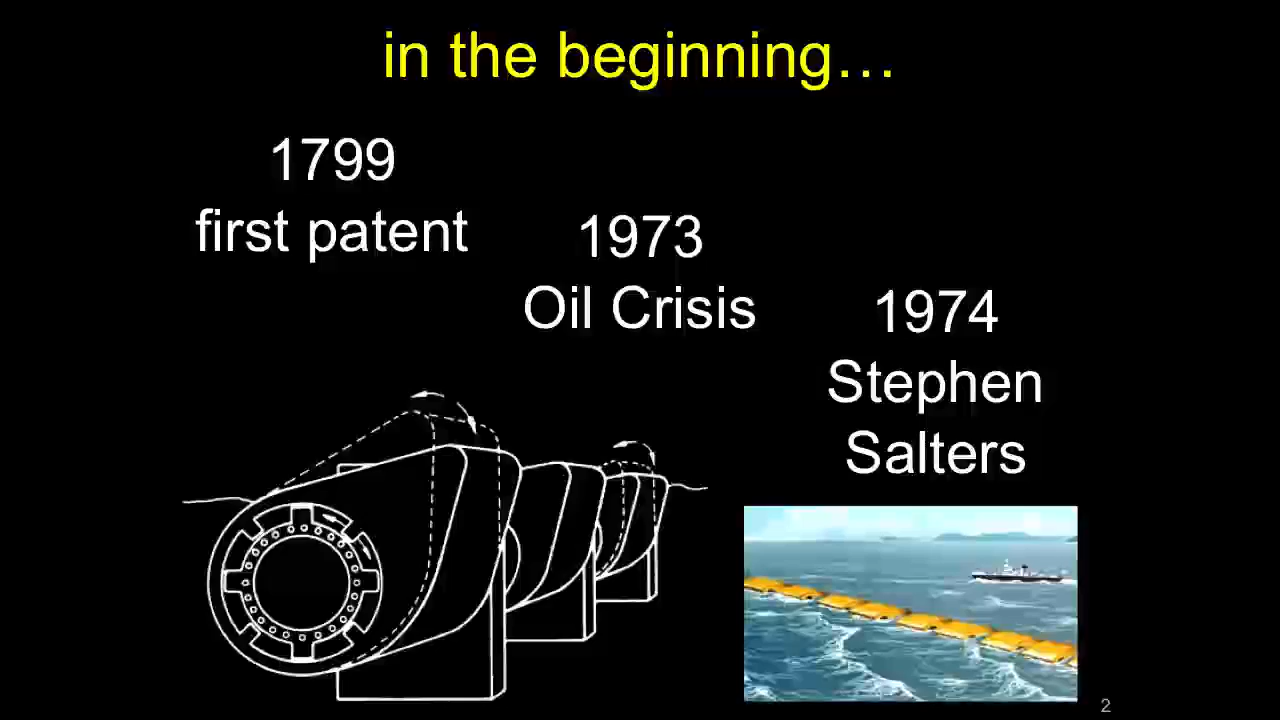 in the beginning…
1799
first patent
1973
Oil Crisis
1974
Stephen
Salters
2